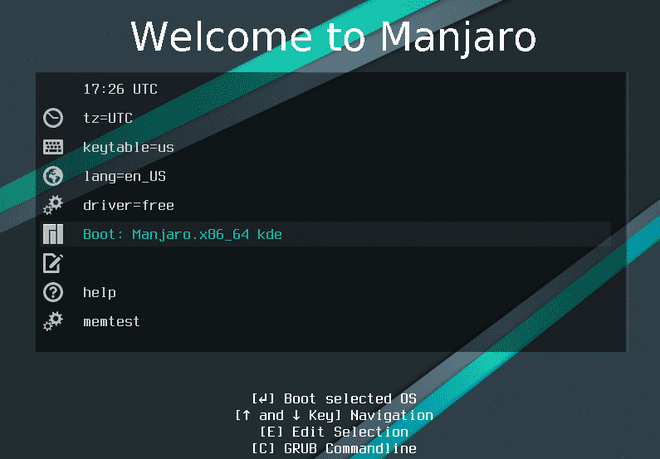 Welcome to Manjaro
17:26 UTC
tz=UTC
keytable=us
lang=en_US
driver=free
Boot: Manjaro.x86_64 kde
help
memtest
[↲] Boot selected OS
[↑ and ↓ Key] Navigation
[E] Edit Selection
[C] GRUB Commandline